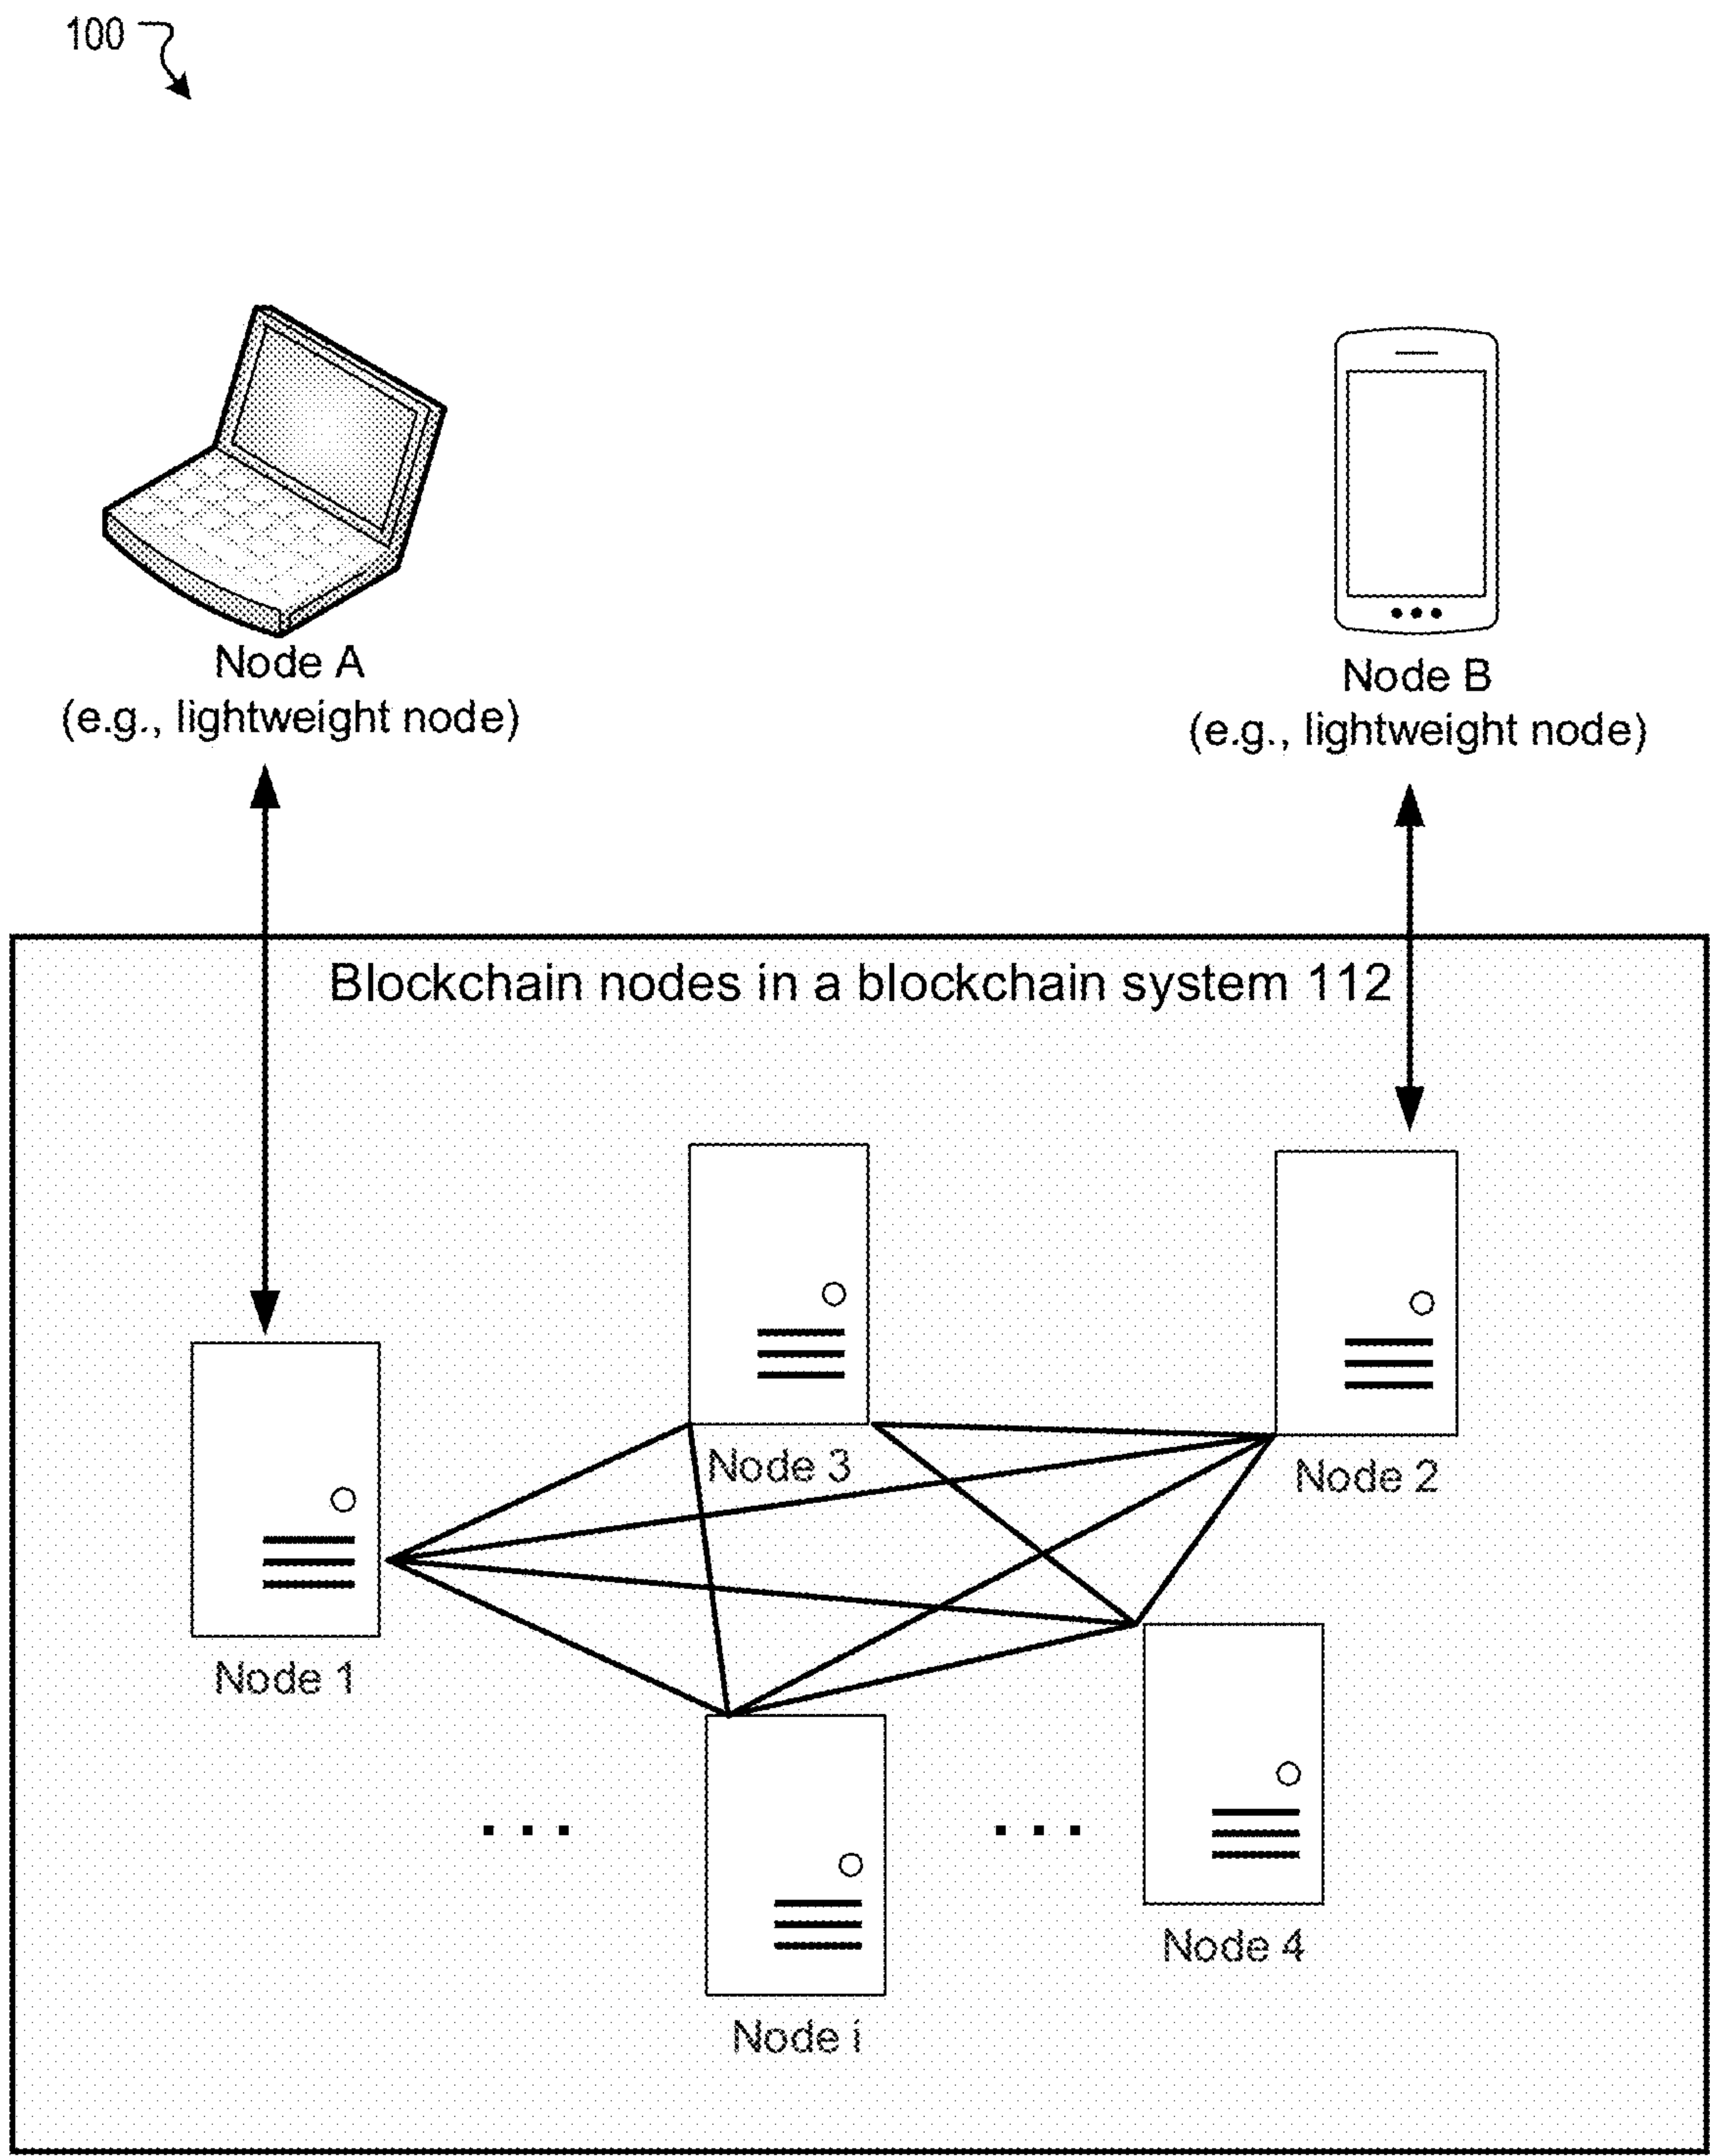 100
Node A
(e.g., lightweight node)
Node B
(e.g., lightweight node)
Blockchain nodes in a blockchain system 112
Node 3
Node 2
Node 1
. . .
. . .
Node 4
Node i